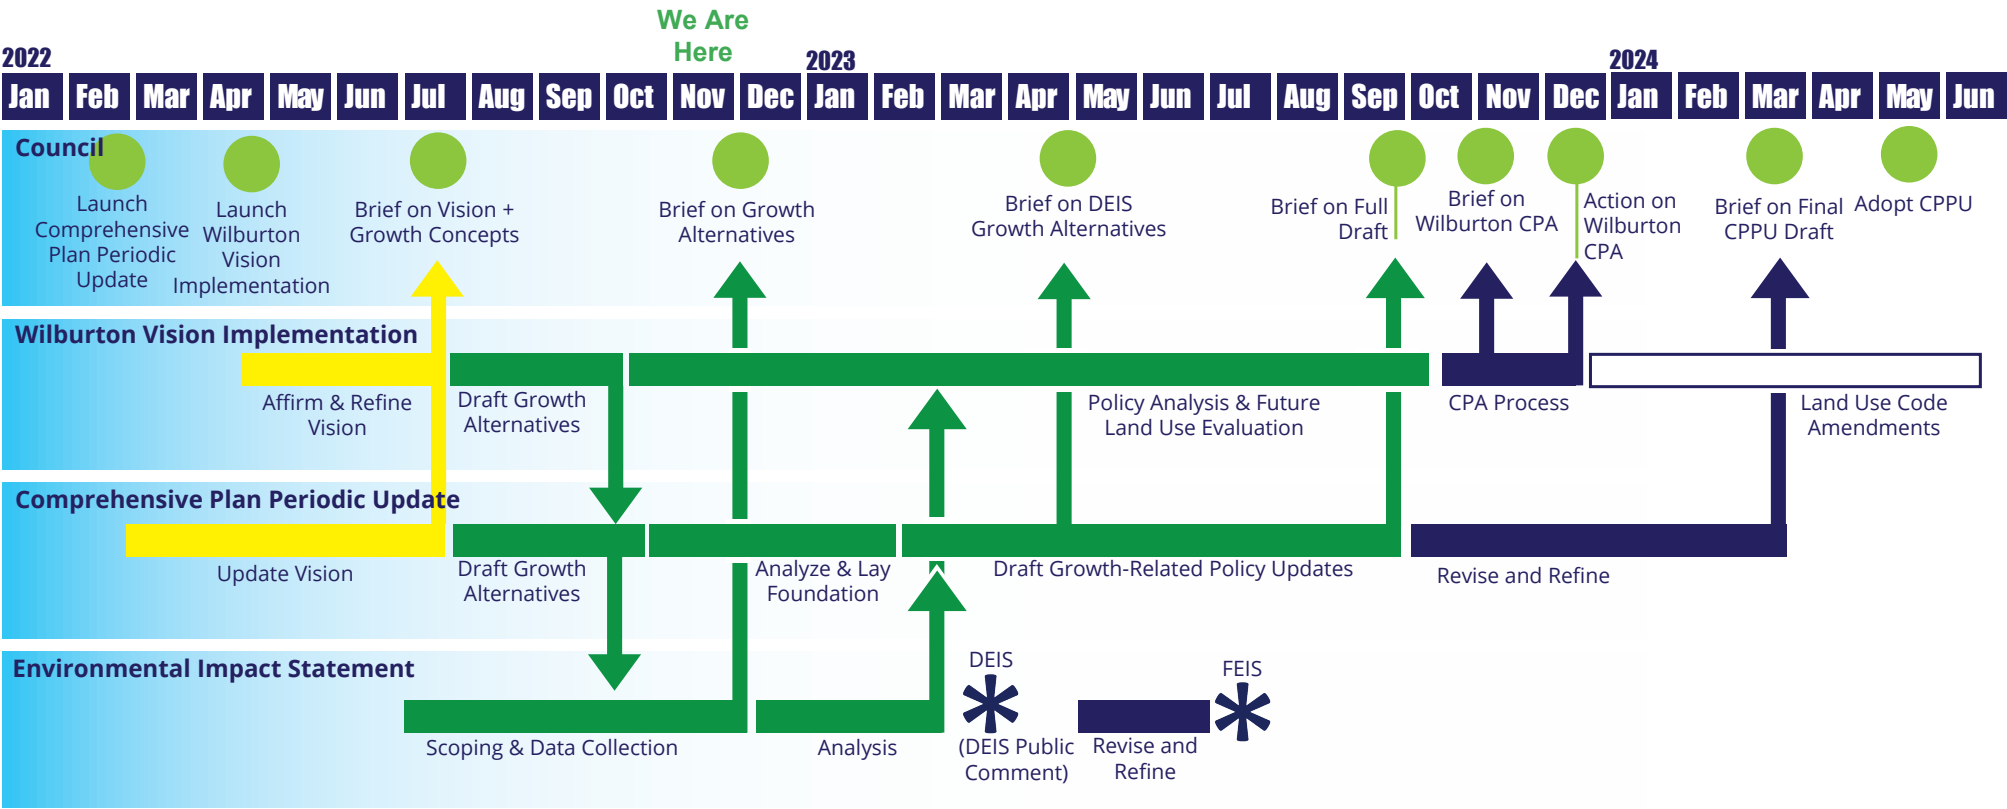 We Are
Here
2022
2023
2024
Jan Feb Mar Apr May Jun Jul Aug Sep Oct Nov Dec Jan Feb Mar Apr May Jun Jul Aug Sep Oct Nov Dec Jan Feb Mar Apr May Jun
Council
Launch
Comprehensive
Plan Periodic
Update
Launch
Wilburton
Vision
Implementation
Brief on Vision +
Growth Concepts
Brief on Growth
Alternatives
Brief on DEIS
Growth Alternatives
Brief on Full
Draft
Brief on
Wilburton CPA
Action on
Wilburton
CPA
Brief on Final
CPPU Draft
Adopt CPPU
Wilburton Vision Implementation
Affirm & Refine
Vision
Draft Growth
Alternatives
Policy Analysis & Future
Land Use Evaluation
CPA Process
Land Use Code
Amendments
Comprehensive Plan Periodic Update
Update Vision
Draft Growth
Alternatives
Analyze & Lay
Foundation
Draft Growth-Related Policy Updates
Revise and Refine
Environmental Impact Statement
Scoping & Data Collection
Analysis
DEIS
(DEIS Public
Comment)
Revise and
Refine
FEIS